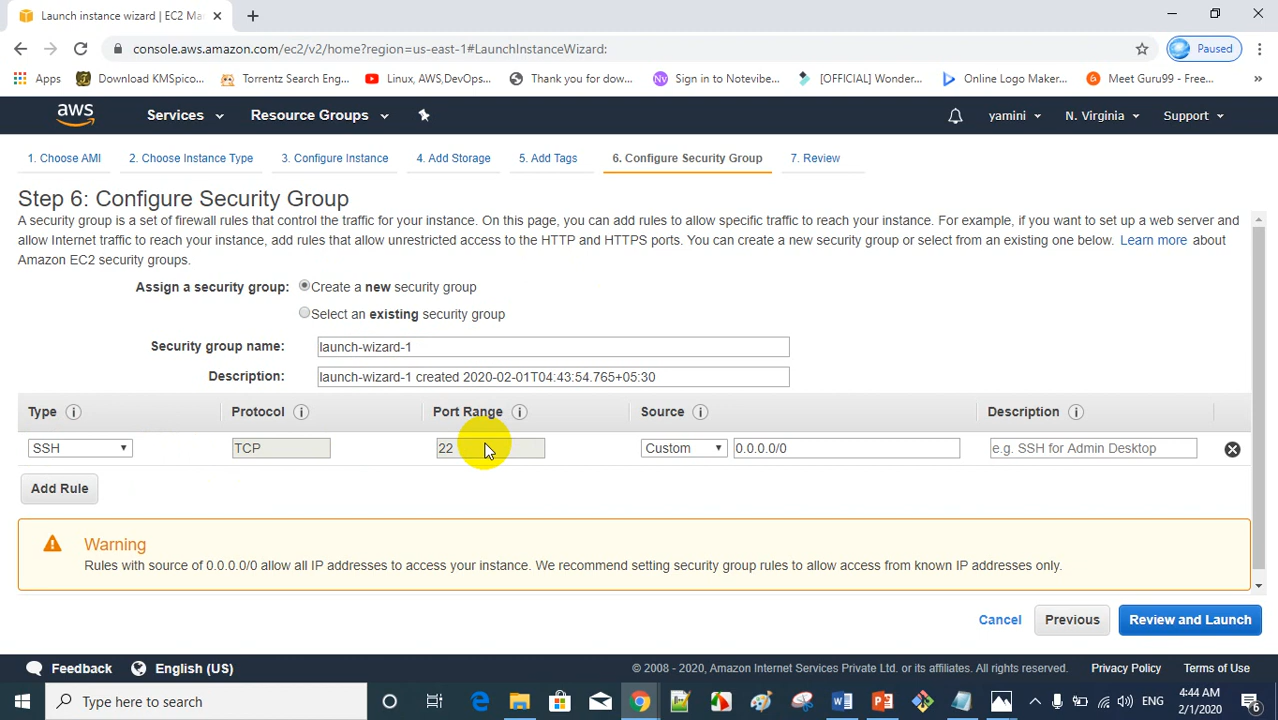 Launch instance wizard | EC2 Ma
console.aws.amazon.com/ec2/v2/home?region=us-east-1#LaunchInstanceWizard:
Paused
Apps
Download KMSpico...
Torrentz Search Eng...
Linux, AWS,DevOps,...
Thank you for dow...
Nv
Sign in to Notevibe...
[OFFICIAL] Wonder...
Online Logo Maker...
Meet Guru99 - Free...
aws
Services
Resource Groups
yamini
N. Virginia
Support
1. Choose AMI
2. Choose Instance Type
3. Configure Instance
4. Add Storage
5. Add Tags
6. Configure Security Group
7. Review
Step 6: Configure Security Group
A security group is a set of firewall rules that control the traffic for your instance. On this page, you can add rules to allow specific traffic to reach your instance. For example, if you want to set up a web server and
allow Internet traffic to reach your instance, add rules that allow unrestricted access to the HTTP and HTTPS ports. You can create a new security group or select from an existing one below. Learn more about
Amazon EC2 security groups.
Assign a security group:
Create a new security group
Select an existing security group
Security group name:
launch-wizard-1
Description:
launch-wizard-1 created 2020-02-01T04:43:54.765+05:30
Type
Protocol
Port Range
Source
Description
SSH
TCP
22
Custom
0.0.0.0/0
e.g. SSH for Admin Desktop
Add Rule
Warning
Rules with source of 0.0.0.0/0 allow all IP addresses to access your instance. We recommend setting security group rules to allow access from known IP addresses only.
Cancel
Previous
Review and Launch
Feedback
English (US)
© 2008 - 2020, Amazon Internet Services Private Ltd. or its affiliates. All rights reserved.
Privacy Policy
Terms of Use
Type here to search
ENG
4:44 AM
2/1/2020
6